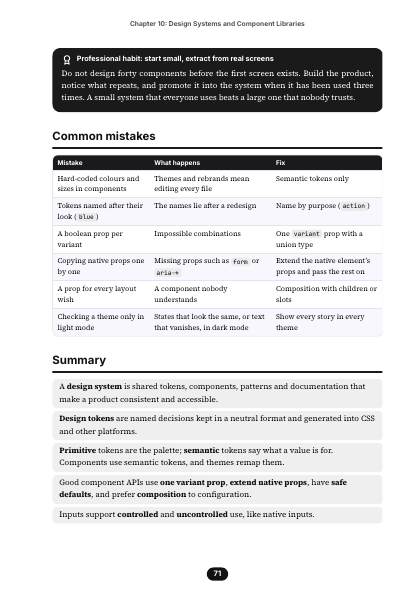 Chapter 10: Design Systems and Component Libraries
Professional habit: start small, extract from real screens
Do not design forty components before the first screen exists. Build the product,
notice what repeats, and promote it into the system when it has been used three
times. A small system that everyone uses beats a large one that nobody trusts.
Common mistakes
Mistake What happens Fix
Hard-coded colours and Themes and rebrands mean Semantic tokens only
sizes in components editing every file
Tokens named after their The names lie after a redesign Name by purpose ( action )
look ( blue )
A boolean prop per Impossible combinations One variant prop with a
variant union type
Copying native props one Missing props such as form or Extend the native element's
by one aria-* props and pass the rest on
A prop for every layout A component nobody Composition with children or
wish understands slots
Checking a theme only in States that look the same, or text Show every story in every
light mode that vanishes, in dark mode theme
Summary
A design system is shared tokens, components, patterns and documentation that
make a product consistent and accessible.
Design tokens are named decisions kept in a neutral format and generated into CSS
and other platforms.
Primitive tokens are the palette; semantic tokens say what a value is for.
Components use semantic tokens, and themes remap them.
Good component APIs use one variant prop, extend native props, have safe
defaults, and prefer composition to configuration.
Inputs support controlled and uncontrolled use, like native inputs.
71